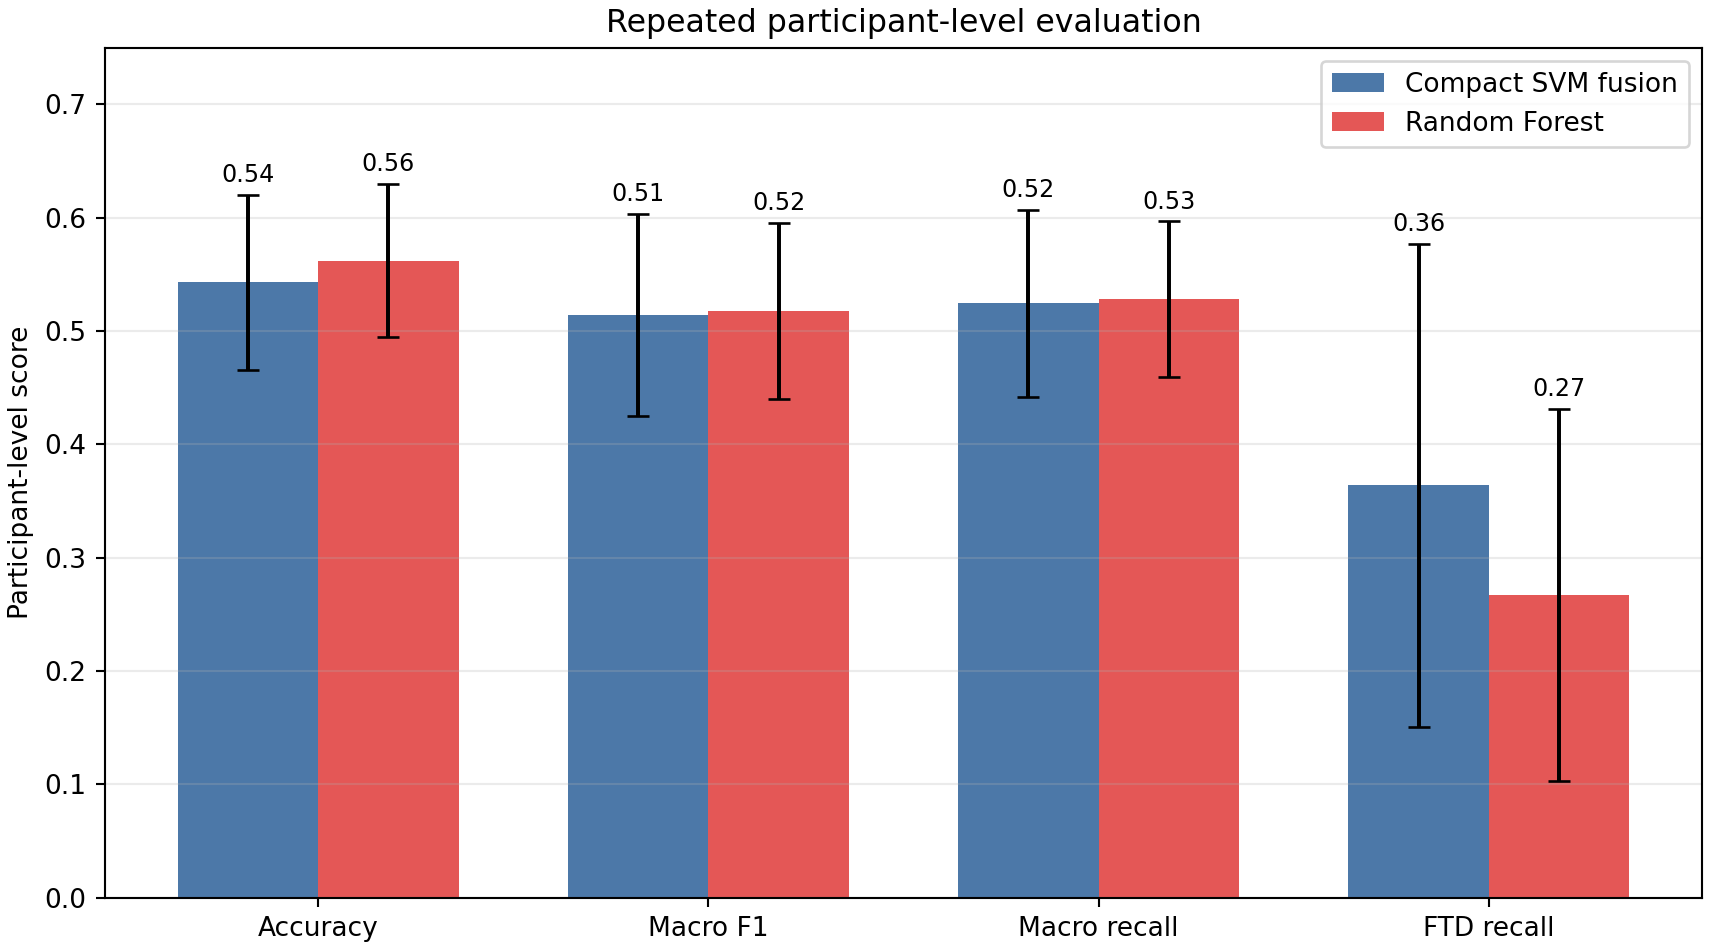 Repeated participant-level evaluation
Compact SVM fusion
Random Forest
Participant-level score
0.7
0.6
0.5
0.4
0.3
0.2
0.1
0.0
0.54
0.56
0.51
0.52
0.52
0.53
0.36
0.27
Accuracy
Macro F1
Macro recall
FTD recall